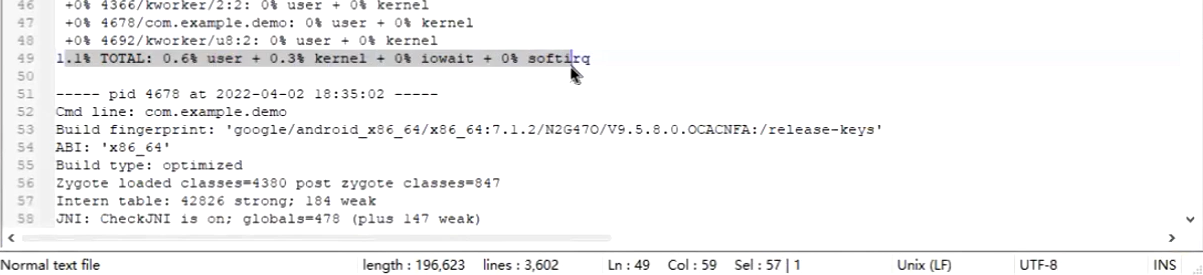 46 +0% 4366/kworker/2:2: 0% user + 0% kernel
47 +0% 4678/com.example.demo: 0% user + 0% kernel
48 +0% 4692/kworker/u8:2: 0% user + 0% kernel
49 1.1% TOTAL: 0.6% user + 0.3% kernel + 0% iowait + 0% softirq
50
51 ----- pid 4678 at 2022-04-02 18:35:02 -----
52 Cmd line: com.example.demo
53 Build fingerprint: 'google/android_x86_64/x86_64:7.1.2/N2G47O/V9.5.8.0.OCACNFA:/release-keys'
54 ABI: 'x86_64'
55 Build type: optimized
56 Zygote loaded classes=4380 post zygote classes=847
57 Intern table: 42826 strong; 184 weak
58 JNI: CheckJNI is on; globals=478 (plus 147 weak)
Normal text file length : 196,623 lines : 3,602 Ln : 49 Col : 59 Sel : 57 | 1 Unix (LF) UTF-8 INS